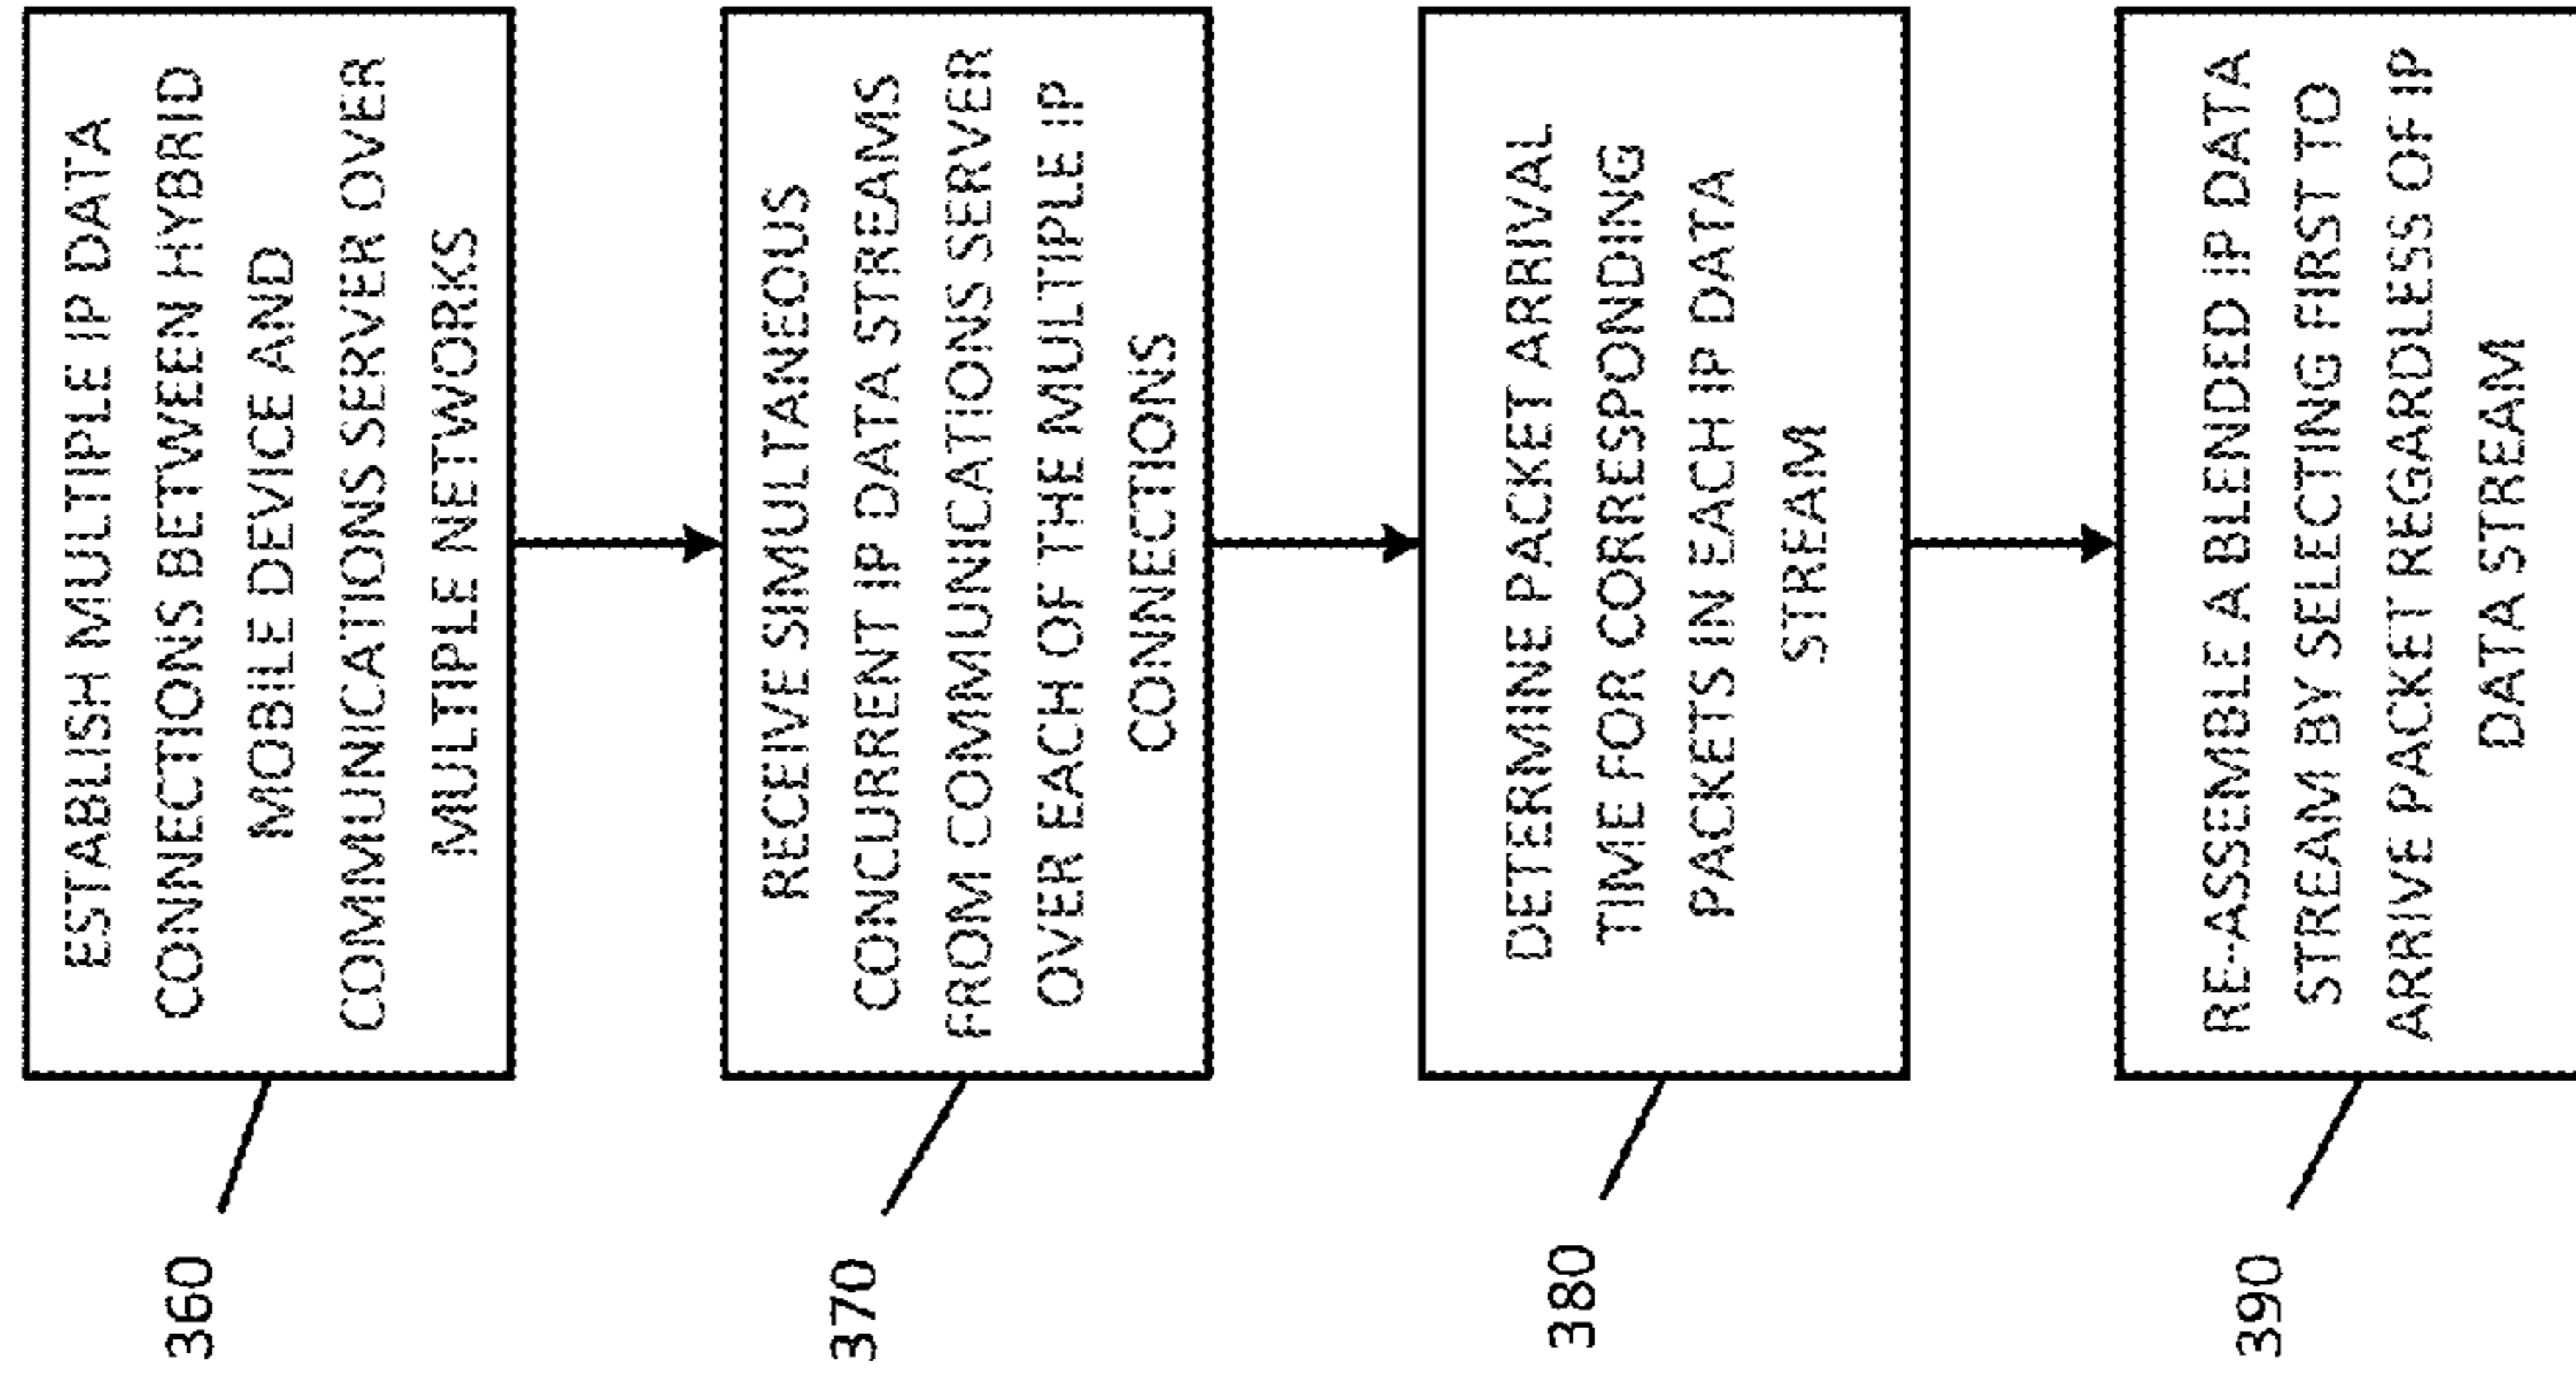 360
ESTABLISH MULTIPLE IP DATA
CONNECTIONS BETWEEN HYBRID
MOBILE DEVICE AND
COMMUNICATIONS SERVER OVER
MULTIPLE NETWORKS
370
RECEIVE SIMULTANEOUS
CONCURRENT IP DATA STREAMS
FROM COMMUNICATIONS SERVER
OVER EACH OF THE MULTIPLE IP
CONNECTIONS
380
DETERMINE PACKET ARRIVAL
TIME FOR CORRESPONDING
PACKETS IN EACH IP DATA
STREAM
390
RE-ASSEMBLE A BLENDED IP DATA
STREAM BY SELECTING FIRST TO
ARRIVE PACKET REGARDLESS OF IP
DATA STREAM